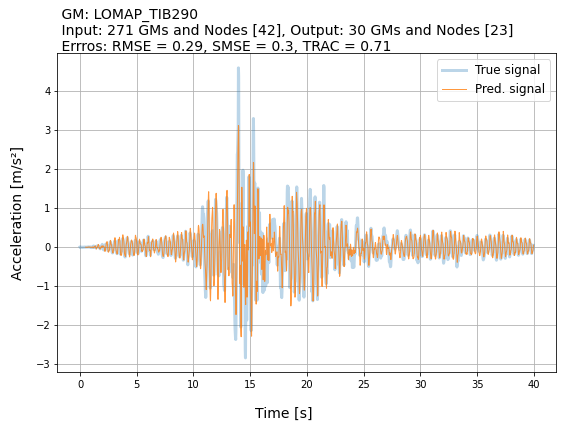 GM: LOMAP_TIB290
Input: 271 GMs and Nodes [42], Output: 30 GMs and Nodes [23]
Errros: RMSE = 0.29, SMSE = 0.3, TRAC = 0.71
True signal
Pred. signal
4
3
2
1
0
−1
−2
−3
Acceleration [m/s²]
0 5 10 15 20 25 30 35 40
Time [s]